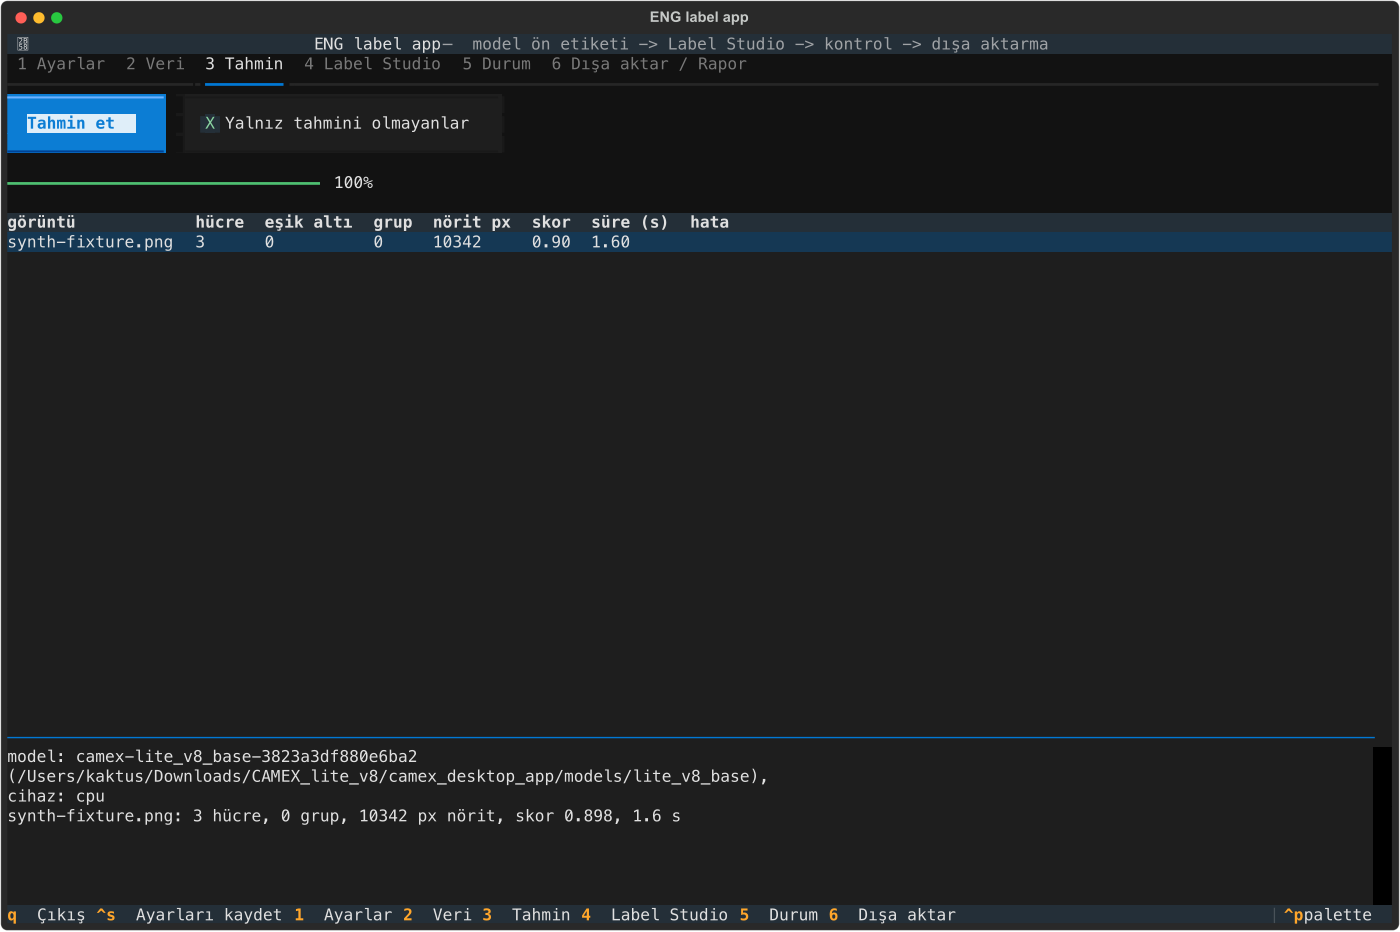 ENG label app
ENG label app— model ön etiketi —> Label Studio —> kontrol —> dışa aktarma
1 Ayarlar 2 Veri 3 Tahmin 4 Label Studio 5 Durum 6 Dışa aktar / Rapor
Tahmin et X Yalnız tahmini olmayanlar
100%
görüntü hücre eşik altı grup nörit px skor süre (s) hata
synth-fixture.png 3 0 0 10342 0.90 1.60
model: camex-lite_v8_base-3823a3df880e6ba2
(/Users/kaktus/Downloads/CAMEX_lite_v8/camex_desktop_app/models/lite_v8_base),
cihaz: cpu
synth-fixture.png: 3 hücre, 0 grup, 10342 px nörit, skor 0.898, 1.6 s
q Çıkış ^s Ayarları kaydet 1 Ayarlar 2 Veri 3 Tahmin 4 Label Studio 5 Durum 6 Dışa aktar ^ppalette